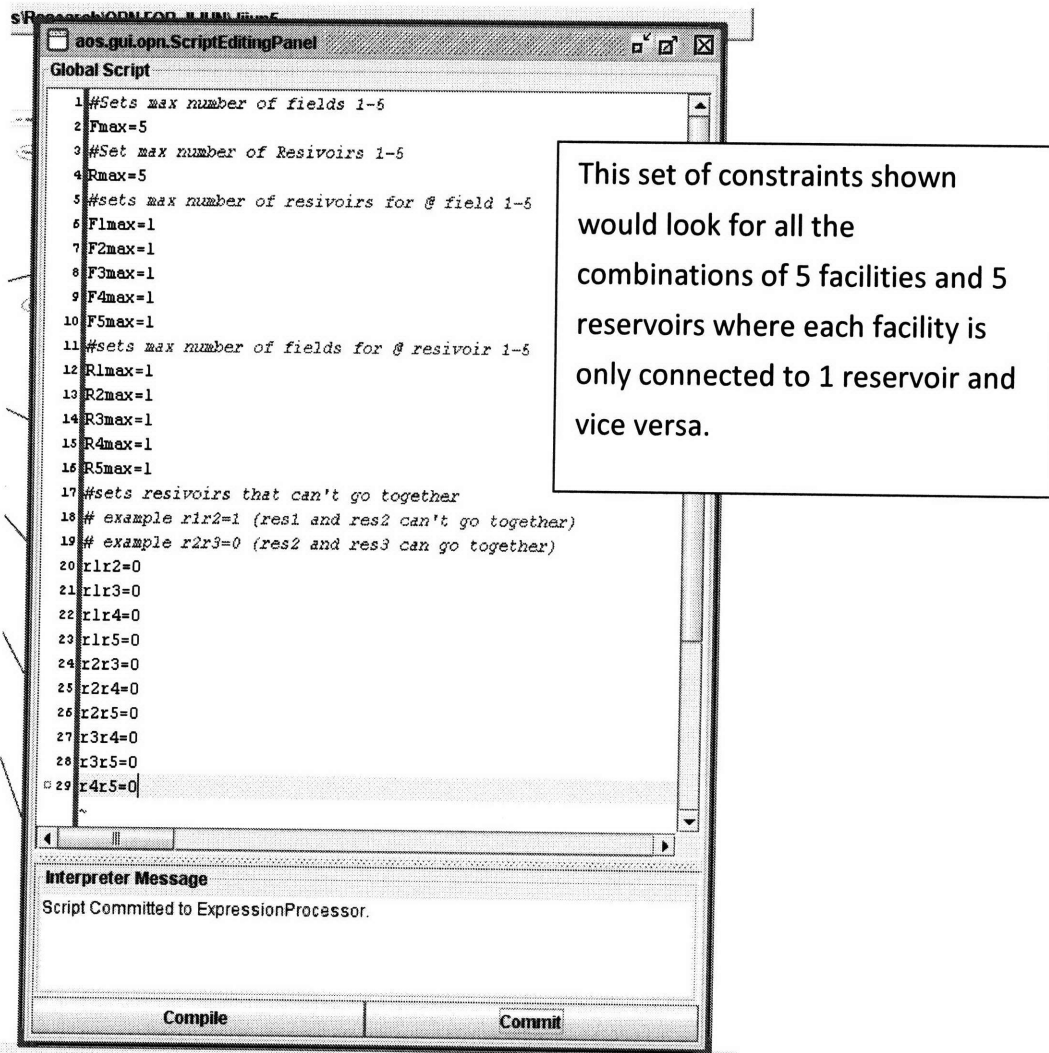 aos.gui.opn.ScriptEditingPanel
Global Script
1 #Sets max number of fields 1-5
2 Fmax=5
3 #Set max number of Resivoirs 1-5
4 Rmax=5
5 #sets max number of resivoirs for @ field 1-5
6 F1max=1
7 F2max=1
8 F3max=1
9 F4max=1
10 F5max=1
11 #sets max number of fields for @ resivoir 1-5
12 R1max=1
13 R2max=1
14 R3max=1
15 R4max=1
16 R5max=1
17 #sets resivoirs that can't go together
18 # example r1r2=1 (res1 and res2 can't go together)
19 # example r2r3=0 (res2 and res3 can go together)
20 r1r2=0
21 r1r3=0
22 r1r4=0
23 r1r5=0
24 r2r3=0
25 r2r4=0
26 r2r5=0
27 r3r4=0
28 r3r5=0
29 r4r5=0
~
Interpreter Message
Script Committed to ExpressionProcessor.
Compile
Commit
This set of constraints shown
would look for all the
combinations of 5 facilities and 5
reservoirs where each facility is
only connected to 1 reservoir and
vice versa.